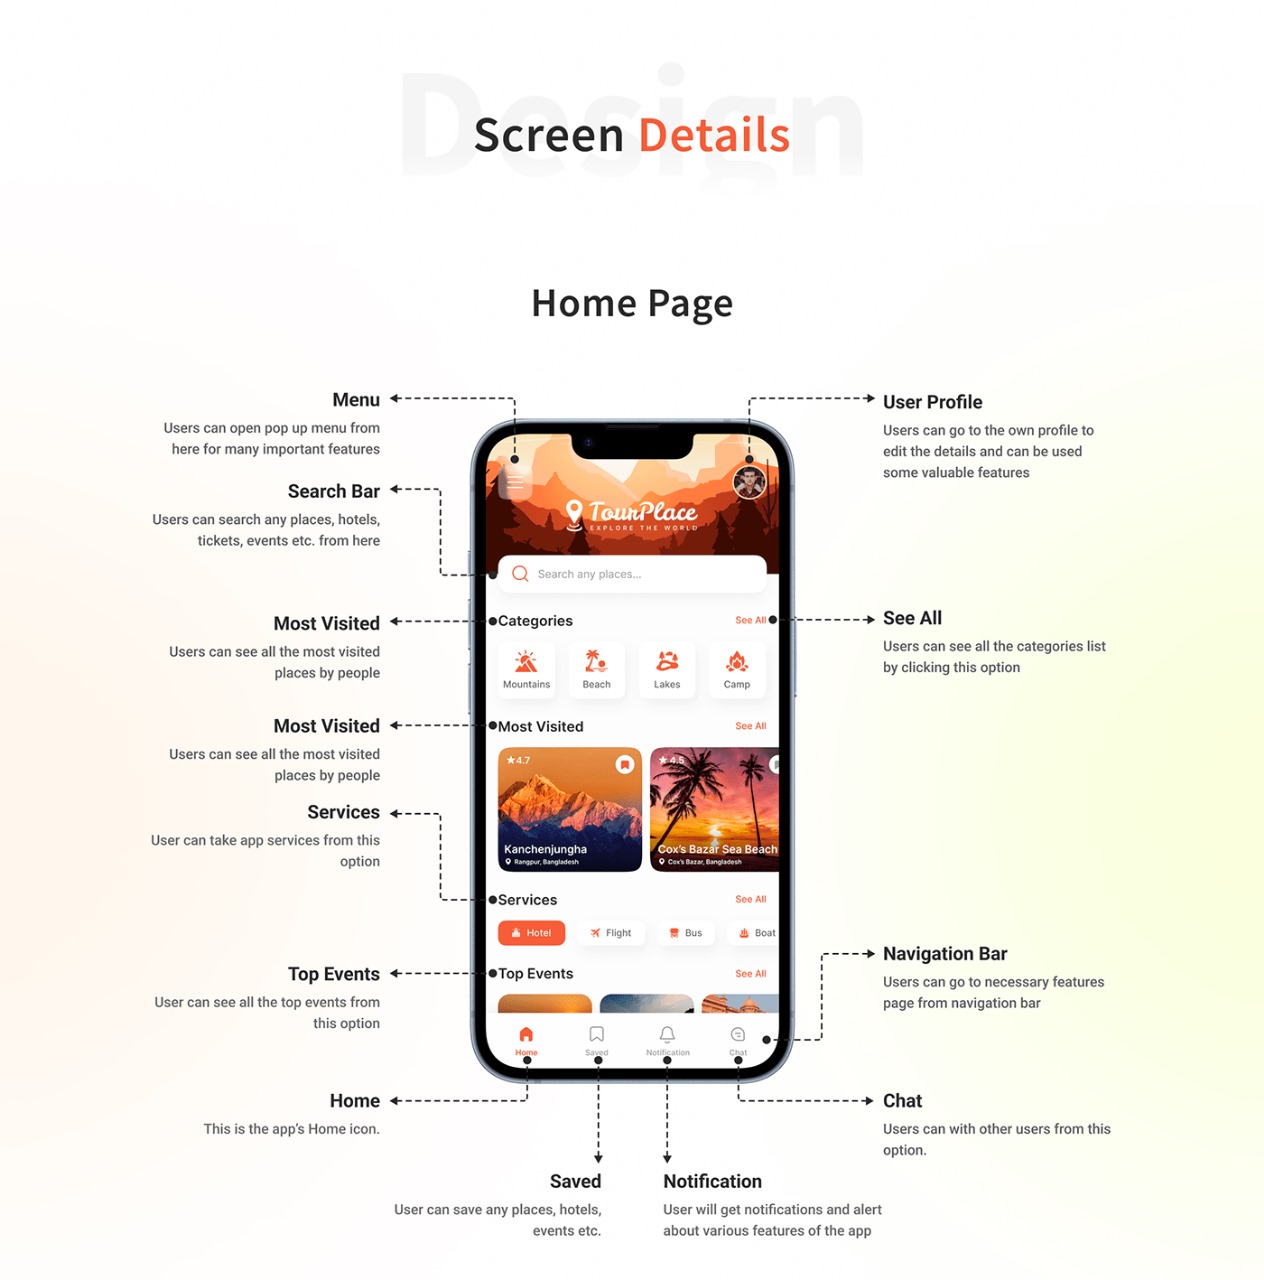 Design
Screen Details
Home Page
Menu
Users can open pop up menu from
here for many important features
Search Bar
Users can search any places, hotels,
tickets, events etc. from here
Most Visited
Users can see all the most visited
places by people
Most Visited
Users can see all the most visited
places by people
Services
User can take app services from this
option
Top Events
User can see all the top events from
this option
Home
This is the app's Home icon.
TourPlace
EXPLORE THE WORLD
Search any places...
Categories See All
Mountains Beach Lakes Camp
Most Visited See All
4.7 4.5
Kanchenjungha Cox's Bazar Sea Beach
Rangpur, Bangladesh Cox's Bazar, Bangladesh
Services See All
Hotel Flight Bus Boat
Top Events See All
Home Saved Notification Chat
User Profile
Users can go to the own profile to
edit the details and can be used
some valuable features
See All
Users can see all the categories list
by clicking this option
Navigation Bar
Users can go to necessary features
page from navigation bar
Chat
Users can with other users from this
option.
Saved
User can save any places, hotels,
events etc.
Notification
User will get notifications and alert
about various features of the app